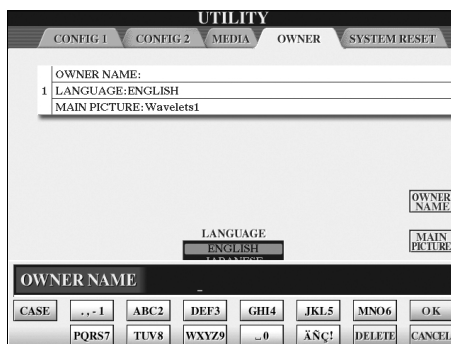 UTILITY
CONFIG 1 CONFIG 2 MEDIA OWNER SYSTEM RESET
OWNER NAME:
1 LANGUAGE:ENGLISH
MAIN PICTURE:Wavelets1
OWNER
NAME
LANGUAGE
ENGLISH
MAIN
PICTURE
OWNER NAME _
CASE .,-1 ABC2 DEF3 GHI4 JKL5 MNO6 OK
PQRS7 TUV8 WXYZ9 ⎵0 ÄÑÇ! DELETE CANCEL